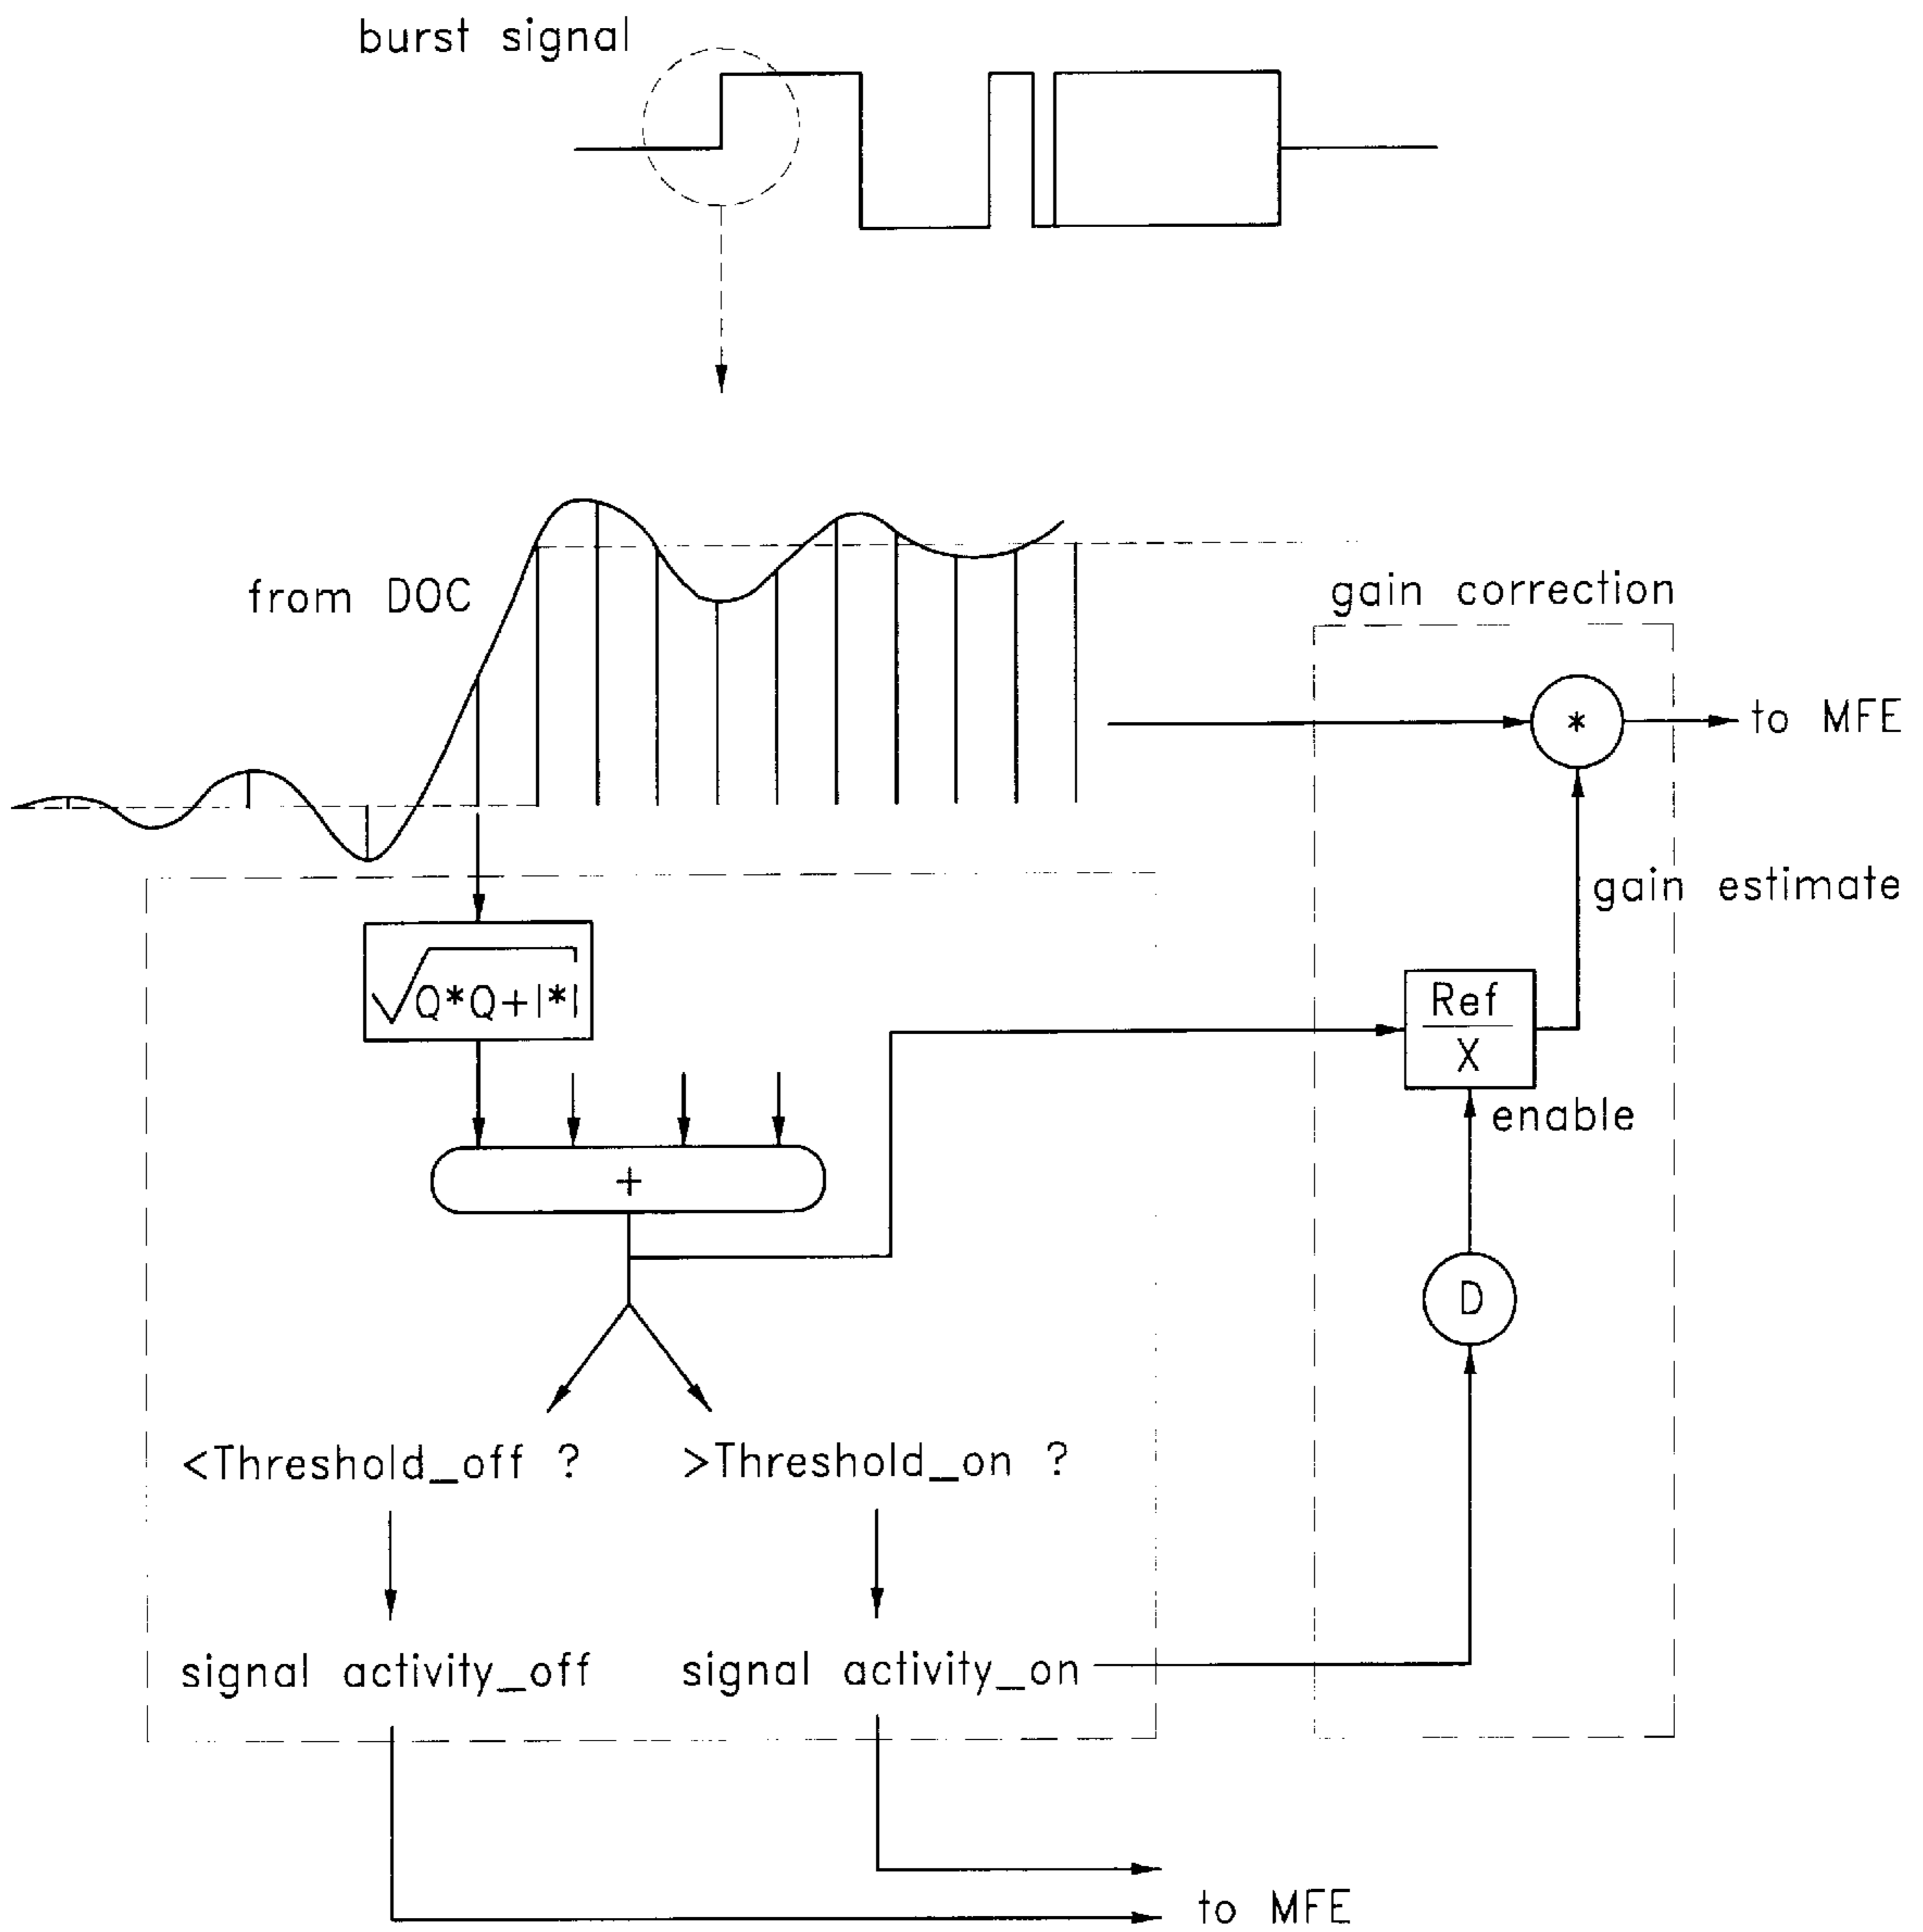 burst signal
from DOC
gain correction
*
to MFE
gain estimate
√Q*Q+I*I
Ref
X
enable
+
D
<Threshold_off ?
>Threshold_on ?
signal activity_off
signal activity_on
to MFE